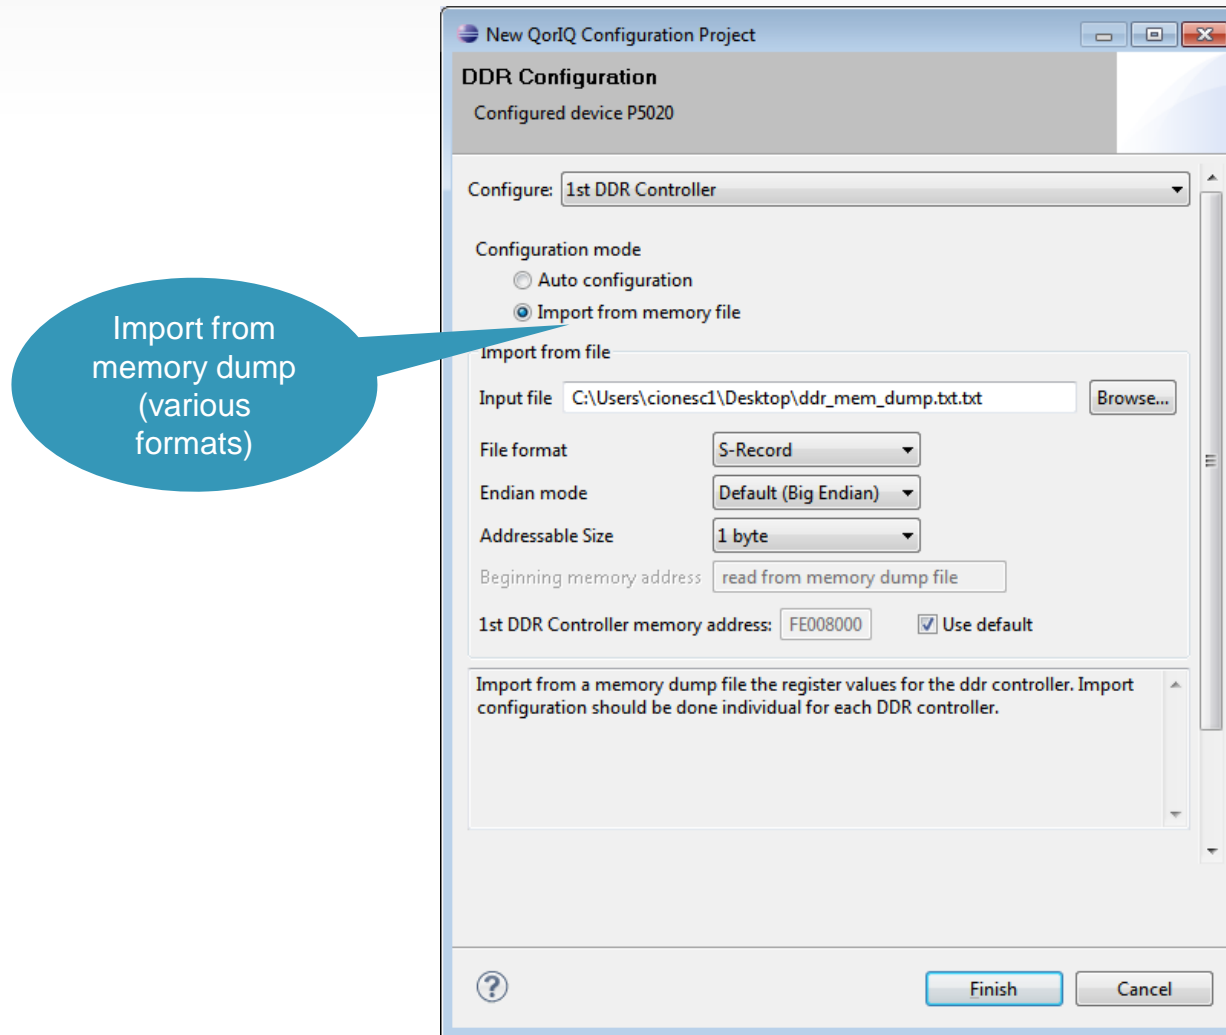 New QorIQ Configuration Project
DDR Configuration
Configured device P5020
Configure: 1st DDR Controller
Configuration mode
Auto configuration
Import from memory file
Import from
memory dump
(various
formats)
Import from file
Input file C:\Users\cionesc1\Desktop\ddr_mem_dump.txt.txt Browse...
File format S-Record
Endian mode Default (Big Endian)
Addressable Size 1 byte
Beginning memory address read from memory dump file
1st DDR Controller memory address: FE008000 Use default
Import from a memory dump file the register values for the ddr controller. Import
configuration should be done individual for each DDR controller.
Finish Cancel